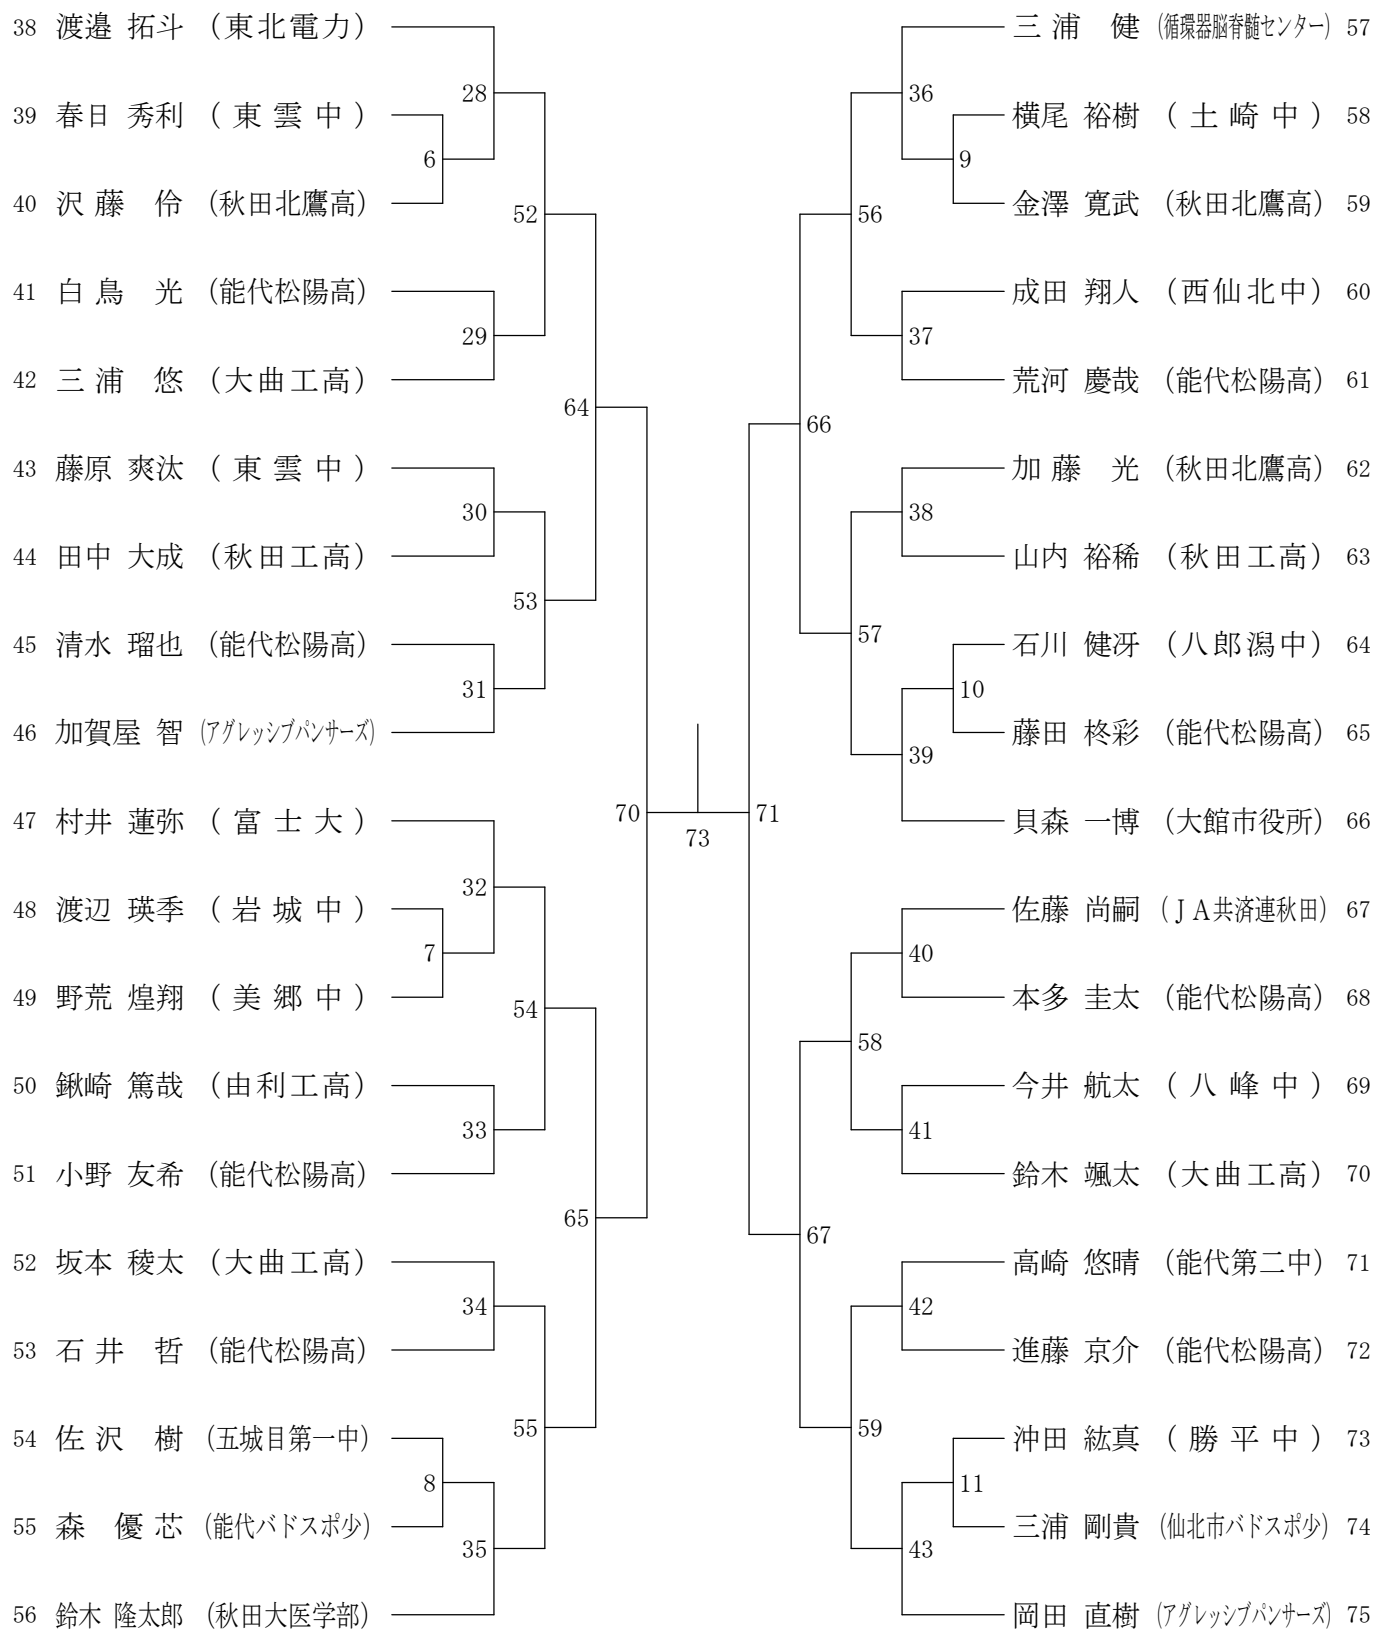 38 渡邉 拓斗 （東北電力）
39 春日 秀利 （東雲中）
40 沢藤 伶 （秋田北鷹高）
41 白鳥 光 （能代松陽高）
42 三浦 悠 （大曲工高）
43 藤原 爽汰 （東雲中）
44 田中 大成 （秋田工高）
45 清水 瑠也 （能代松陽高）
46 加賀屋 智 （アグレッシブパンサーズ）
47 村井 蓮弥 （富士大）
48 渡辺 瑛季 （岩城中）
49 野荒 煌翔 （美郷中）
50 鍬崎 篤哉 （由利工高）
51 小野 友希 （能代松陽高）
52 坂本 稜太 （大曲工高）
53 石井 哲 （能代松陽高）
54 佐沢 樹 （五城目第一中）
55 森 優芯 （能代バドスポ少）
56 鈴木 隆太郎 （秋田大医学部）
28
6
52
29
64
30
53
31
70
32
7
54
33
65
34
55
8
35
73
36
9
56
37
66
38
57
10
39
71
40
58
41
67
42
59
11
43
三浦 健 （循環器脳脊髄センター） 57
横尾 裕樹 （土崎中） 58
金澤 寛武 （秋田北鷹高） 59
成田 翔人 （西仙北中） 60
荒河 慶哉 （能代松陽高） 61
加藤 光 （秋田北鷹高） 62
山内 裕稀 （秋田工高） 63
石川 健冴 （八郎潟中） 64
藤田 柊彩 （能代松陽高） 65
貝森 一博 （大館市役所） 66
佐藤 尚嗣 （ＪＡ共済連秋田） 67
本多 圭太 （能代松陽高） 68
今井 航太 （八峰中） 69
鈴木 颯太 （大曲工高） 70
高崎 悠晴 （能代第二中） 71
進藤 京介 （能代松陽高） 72
沖田 紘真 （勝平中） 73
三浦 剛貴 （仙北市バドスポ少） 74
岡田 直樹 （アグレッシブパンサーズ） 75